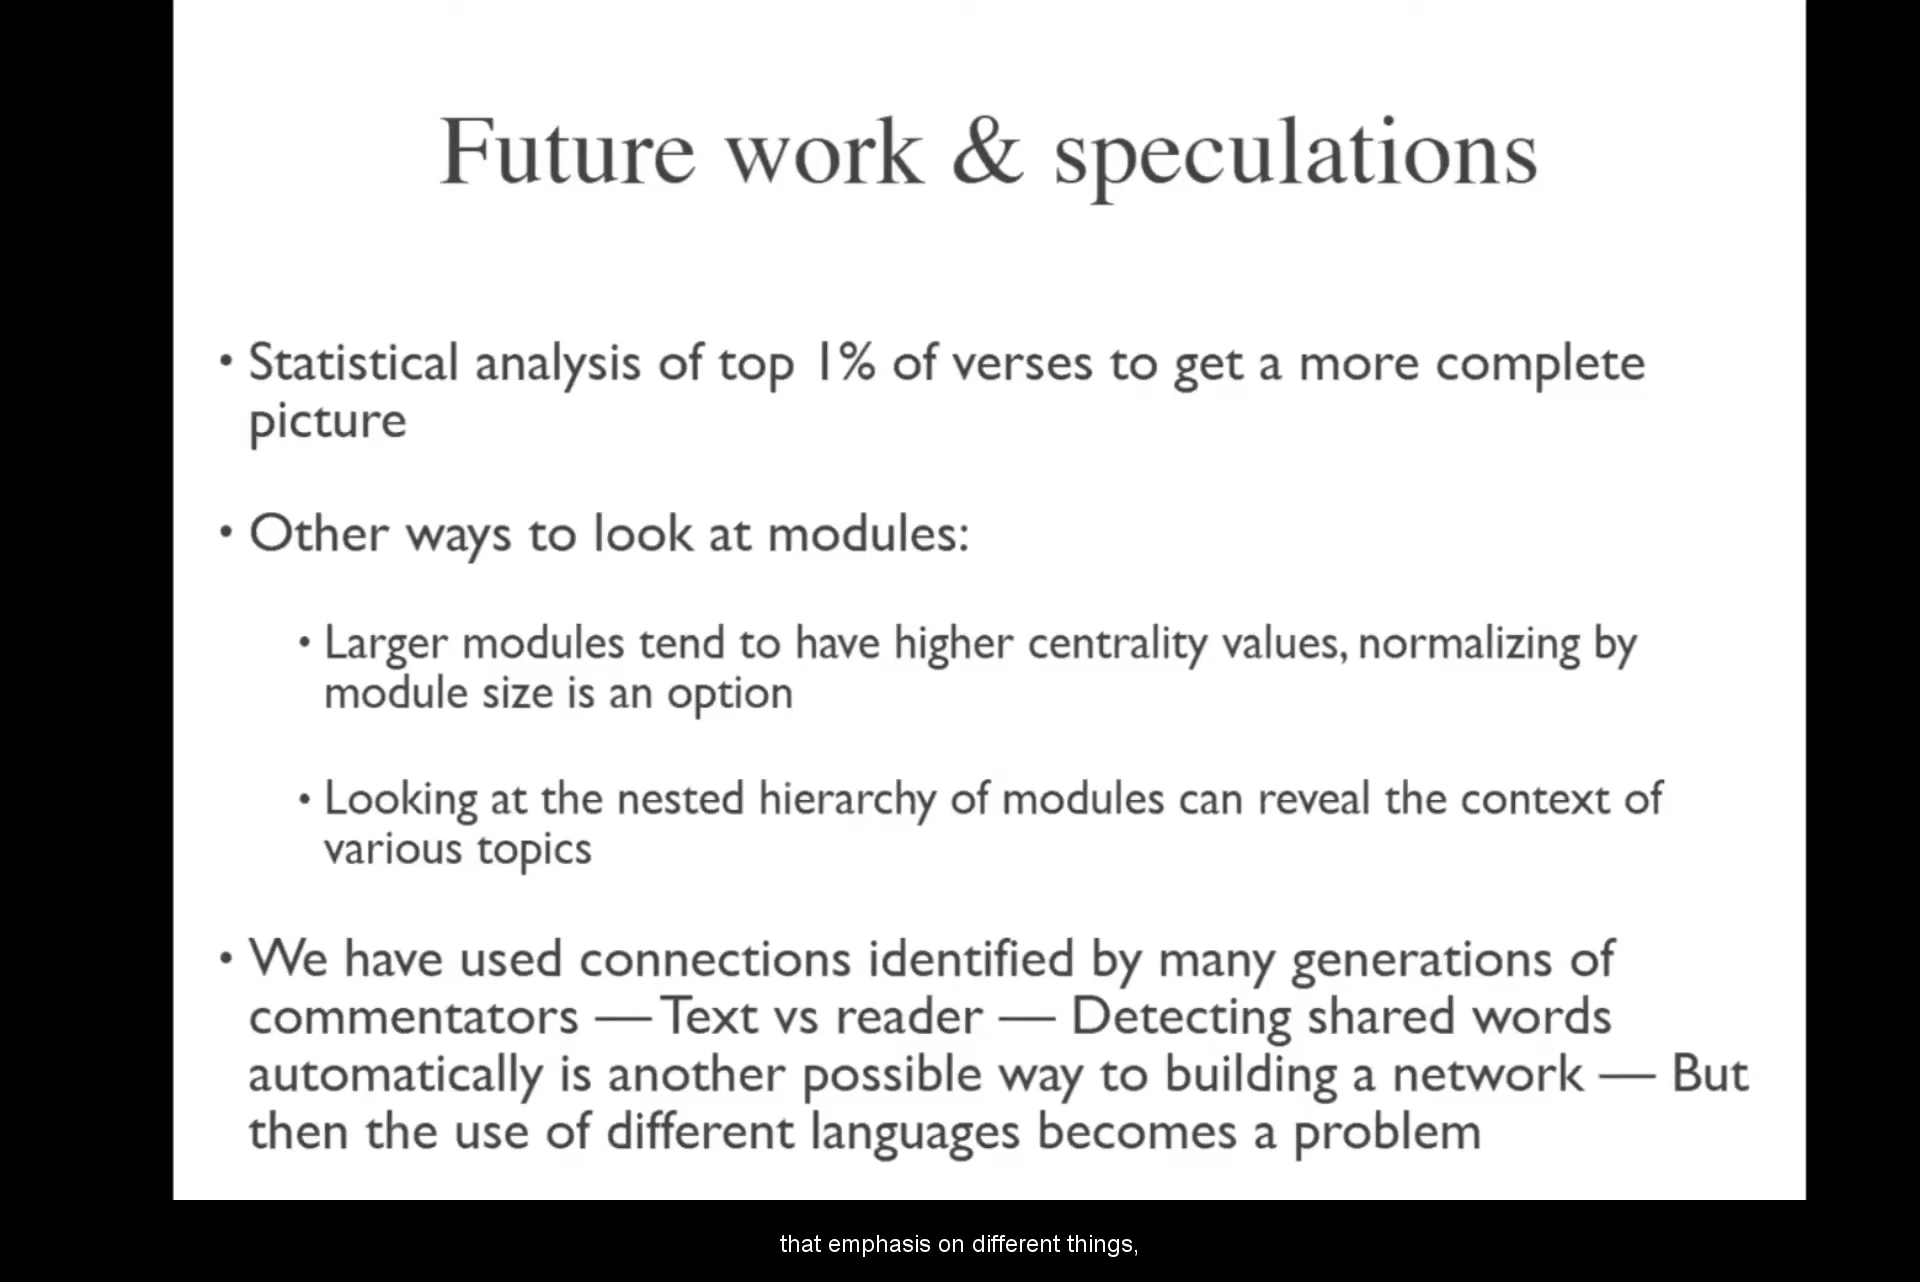 Future work & speculations
• Statistical analysis of top 1% of verses to get a more complete
picture
• Other ways to look at modules:
• Larger modules tend to have higher centrality values, normalizing by
module size is an option
• Looking at the nested hierarchy of modules can reveal the context of
various topics
• We have used connections identified by many generations of
commentators — Text vs reader — Detecting shared words
automatically is another possible way to building a network — But
then the use of different languages becomes a problem
that emphasis on different things,